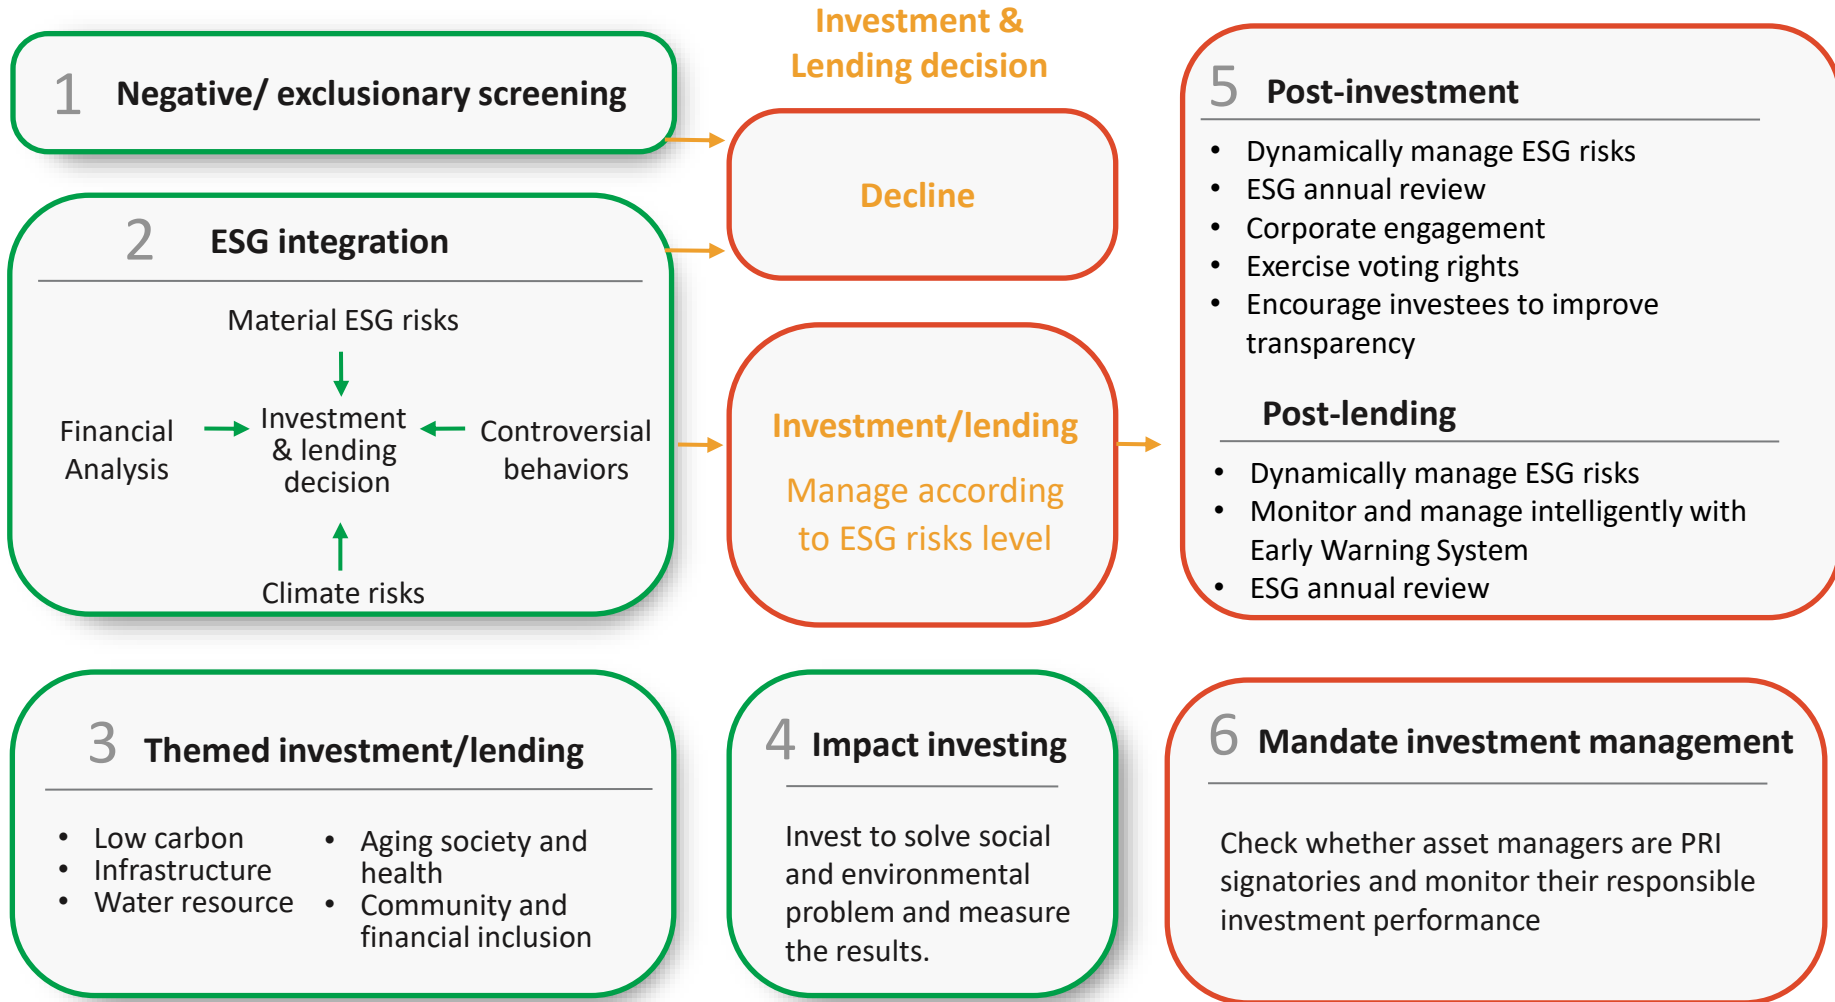 Investment &
Lending decision
1 Negative/ exclusionary screening
Decline
2 ESG integration
Material ESG risks
Financial
Analysis
Investment
& lending
decision
Controversial
behaviors
Climate risks
Investment/lending
Manage according
to ESG risks level
5 Post-investment
• Dynamically manage ESG risks
• ESG annual review
• Corporate engagement
• Exercise voting rights
• Encourage investees to improve
transparency
Post-lending
• Dynamically manage ESG risks
• Monitor and manage intelligently with
Early Warning System
• ESG annual review
3 Themed investment/lending
• Low carbon
• Infrastructure
• Water resource
• Aging society and
health
• Community and
financial inclusion
4 Impact investing
Invest to solve social
and environmental
problem and measure
the results.
6 Mandate investment management
Check whether asset managers are PRI
signatories and monitor their responsible
investment performance